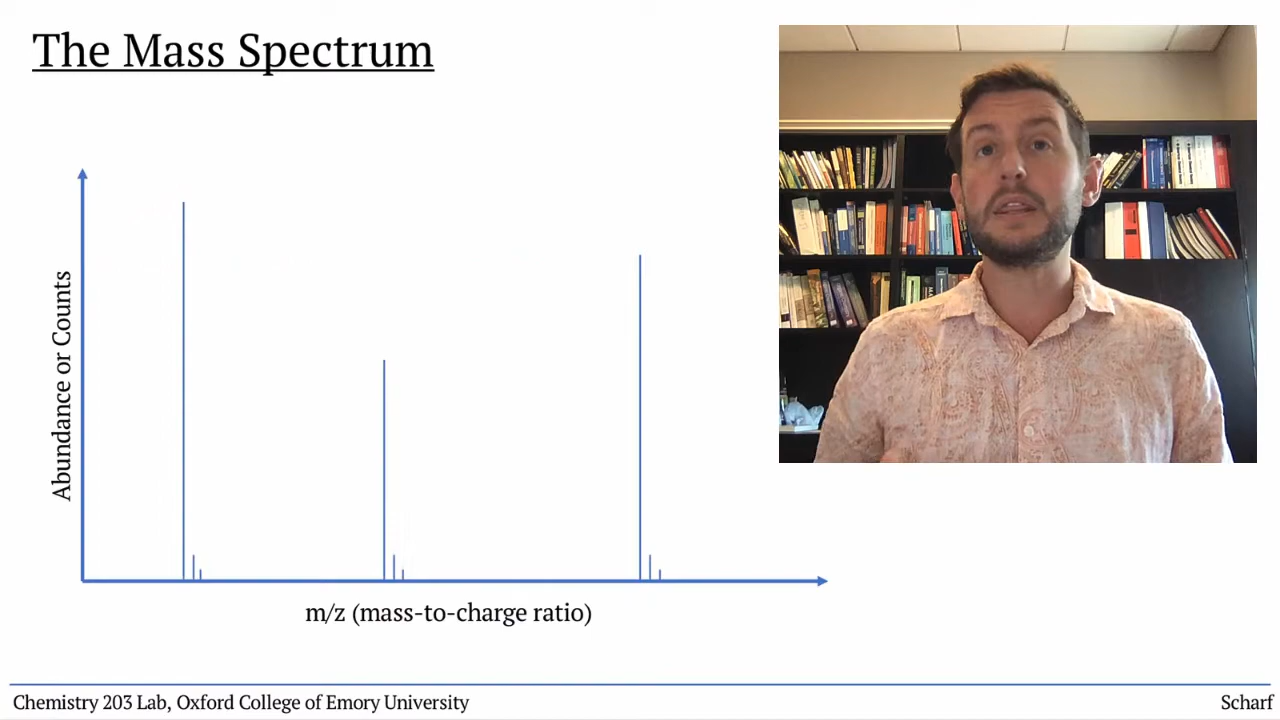 The Mass Spectrum
Abundance or Counts
m/z (mass-to-charge ratio)
Chemistry 203 Lab, Oxford College of Emory University
Scharf